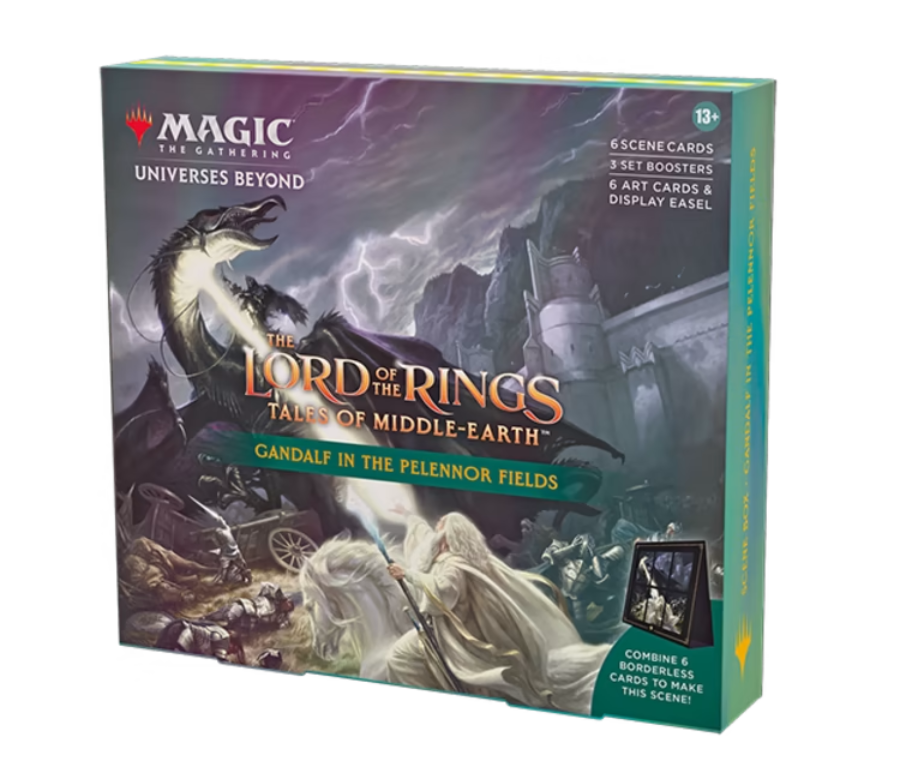 MAGIC
THE GATHERING
UNIVERSES BEYOND
13+
6 SCENE CARDS
3 SET BOOSTERS
6 ART CARDS &
DISPLAY EASEL
THE
LORD OF THE RINGS
TALES OF MIDDLE-EARTH™
GANDALF IN THE PELENNOR FIELDS
COMBINE 6
BORDERLESS
CARDS TO MAKE
THIS SCENE!
SCENE BOX - GANDALF IN THE PELENNOR FIELDS